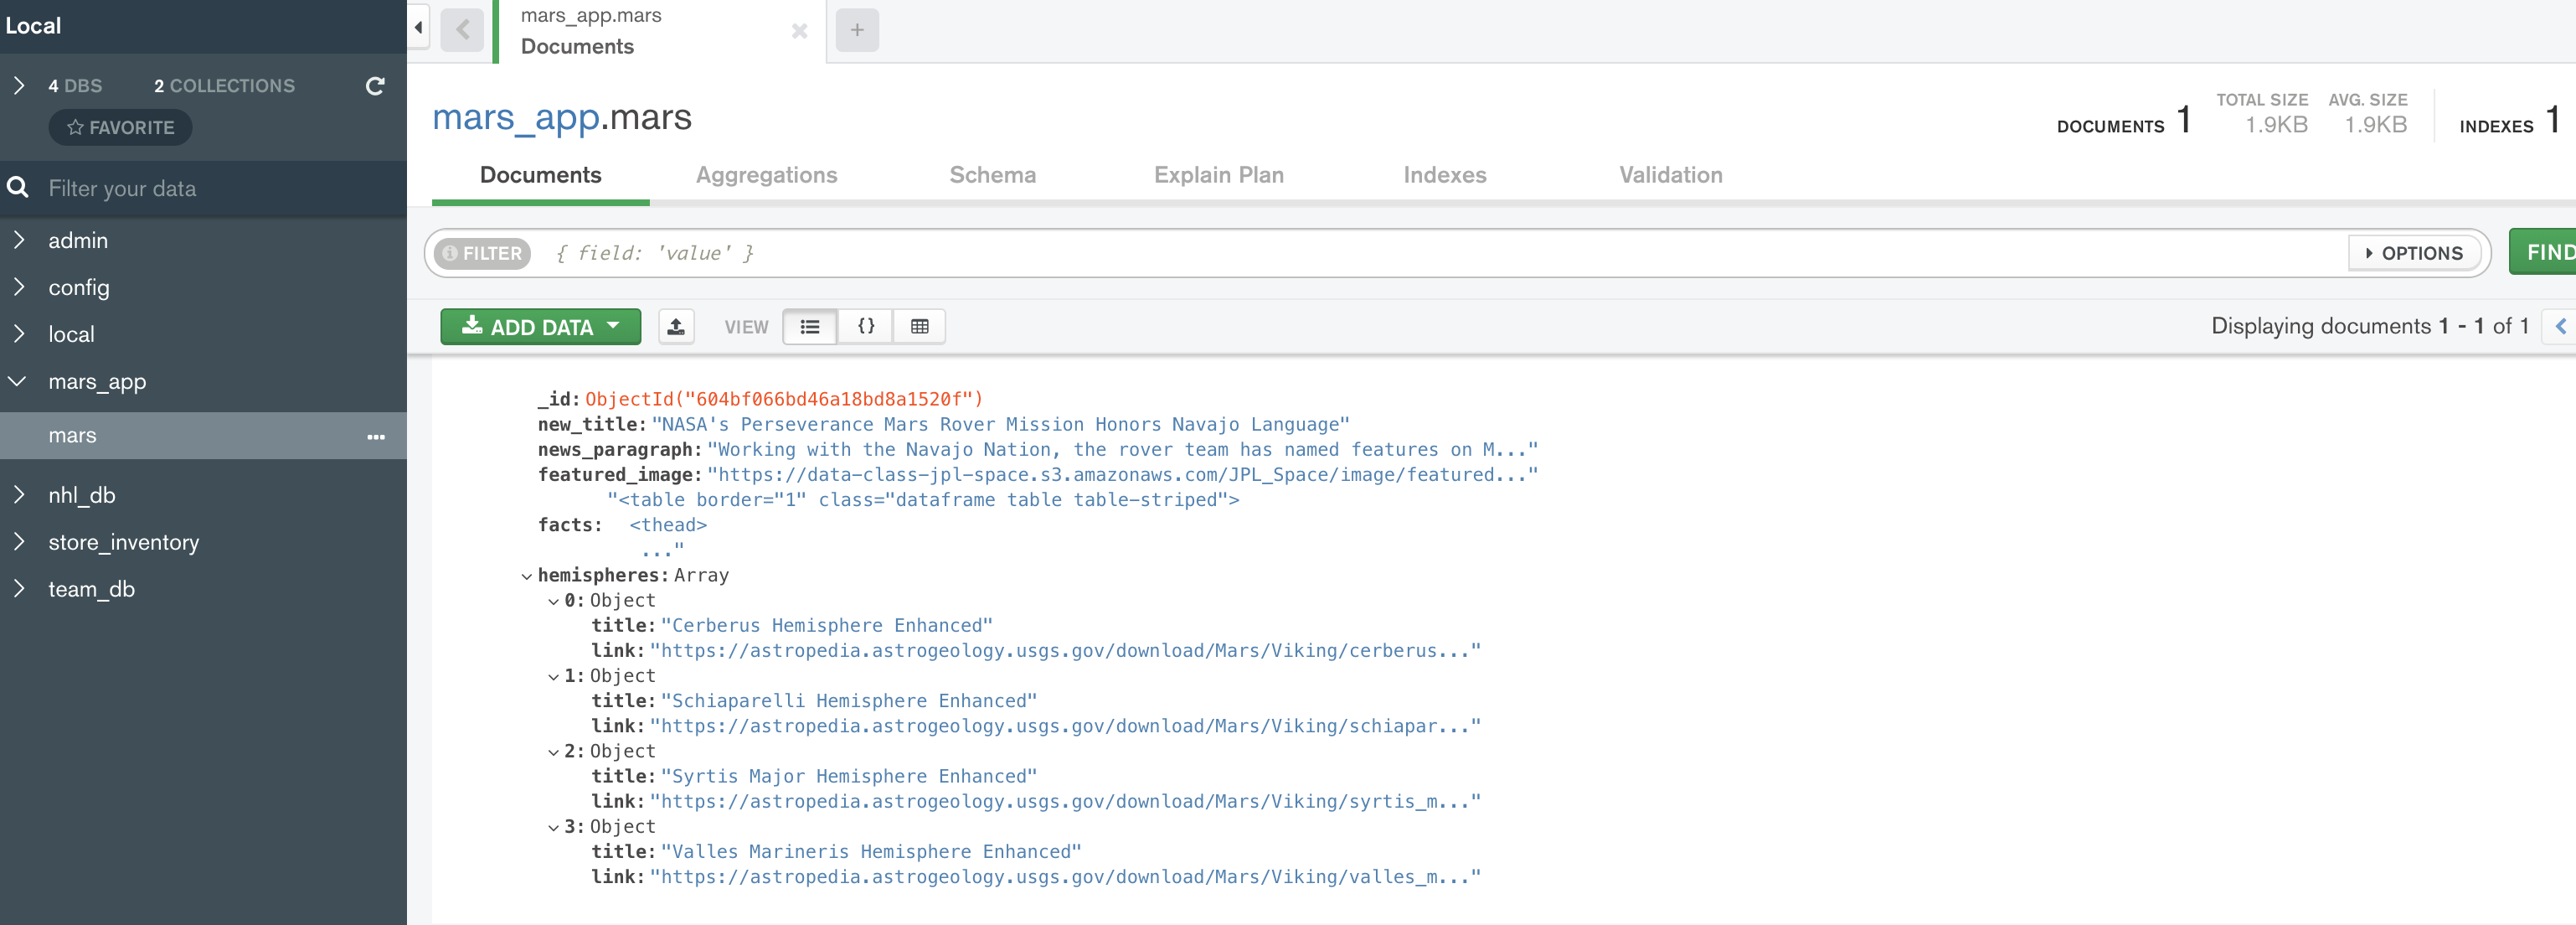 Local
4 DBS 2 COLLECTIONS
FAVORITE
Filter your data
admin
config
local
mars_app
mars
nhl_db
store_inventory
team_db
mars_app.mars
Documents
mars_app.mars
DOCUMENTS 1 TOTAL SIZE 1.9KB AVG. SIZE 1.9KB INDEXES 1
Documents Aggregations Schema Explain Plan Indexes Validation
FILTER { field: 'value' } OPTIONS FIND
ADD DATA VIEW {} Displaying documents 1 - 1 of 1
_id: ObjectId("604bf066bd46a18bd8a1520f")
new_title: "NASA's Perseverance Mars Rover Mission Honors Navajo Language"
news_paragraph: "Working with the Navajo Nation, the rover team has named features on M..."
featured_image: "https://data-class-jpl-space.s3.amazonaws.com/JPL_Space/image/featured..."
"<table border="1" class="dataframe table table-striped">
facts: <thead>
..."
hemispheres: Array
0: Object
title: "Cerberus Hemisphere Enhanced"
link: "https://astropedia.astrogeology.usgs.gov/download/Mars/Viking/cerberus..."
1: Object
title: "Schiaparelli Hemisphere Enhanced"
link: "https://astropedia.astrogeology.usgs.gov/download/Mars/Viking/schiapar..."
2: Object
title: "Syrtis Major Hemisphere Enhanced"
link: "https://astropedia.astrogeology.usgs.gov/download/Mars/Viking/syrtis_m..."
3: Object
title: "Valles Marineris Hemisphere Enhanced"
link: "https://astropedia.astrogeology.usgs.gov/download/Mars/Viking/valles_m..."